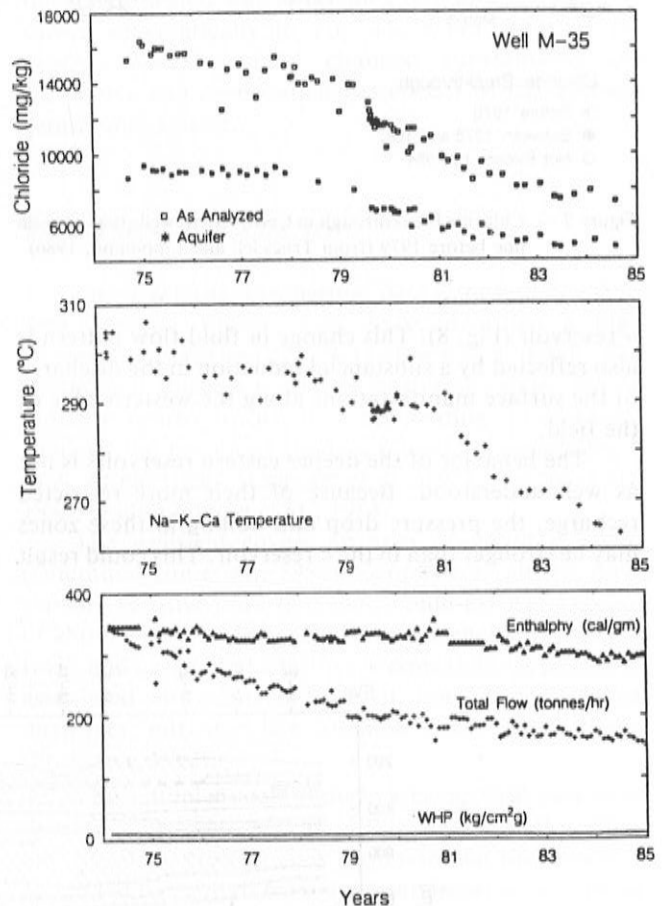 Well M-35
Chloride (mg/kg)
18000
14000
10000
6000
As Analyzed
Aquifer
75 77 79 81 83 85
Temperature (°C)
310
290
270
Na-K-Ca Temperature
75 77 79 81 83 85
400
200
0
Enthalphy (cal/gm)
Total Flow (tonnes/hr)
WHP (kg/cm²g)
75 77 79 81 83 85
Years